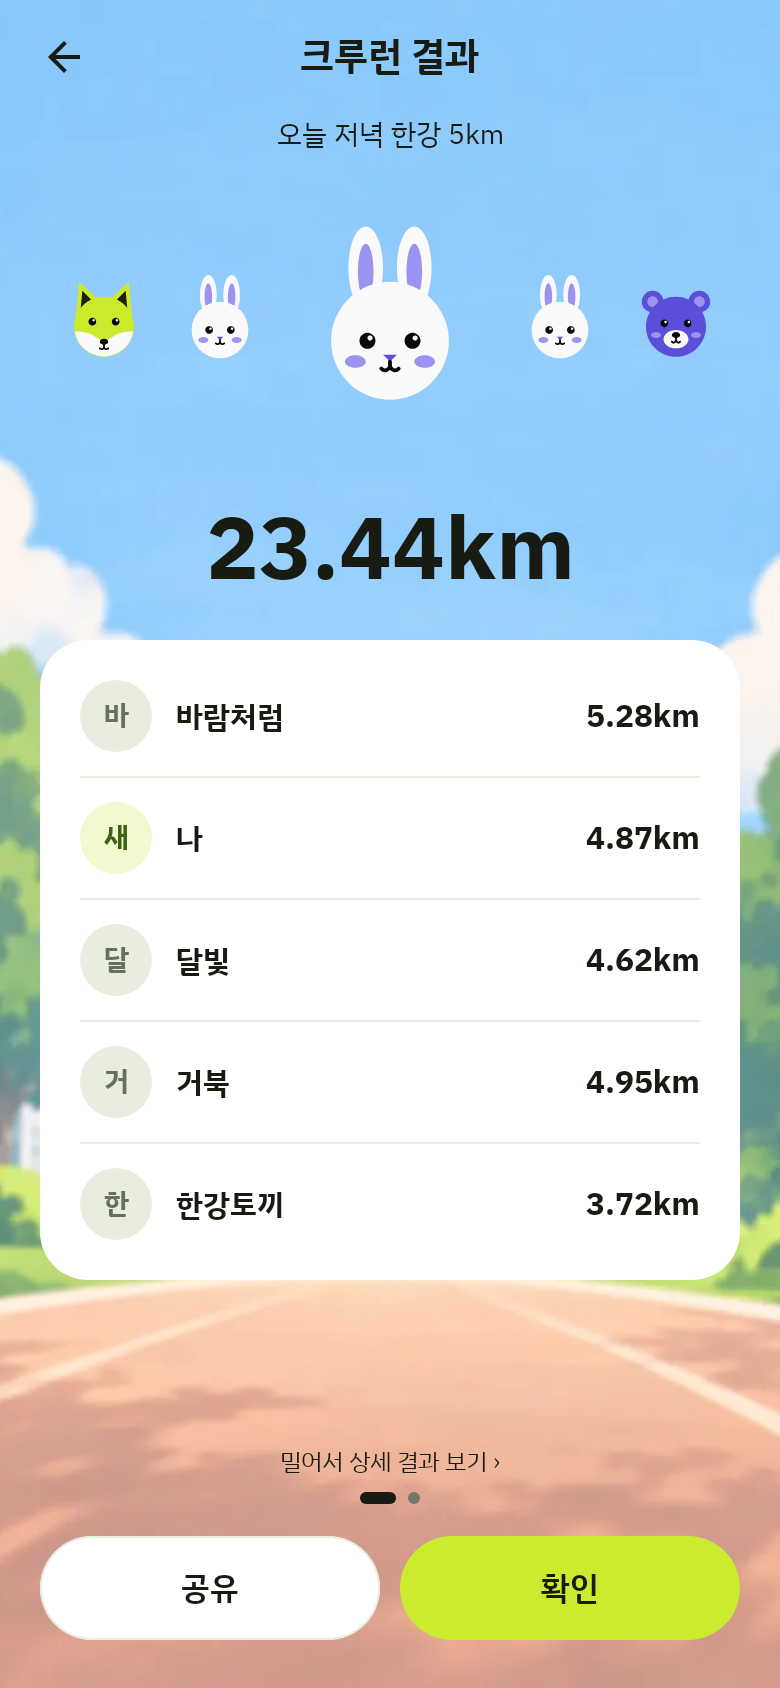 크루런 결과
오늘 저녁 한강 5km
23.44km
바 바람처럼 5.28km
새 나 4.87km
달 달빛 4.62km
거 거북 4.95km
한 한강토끼 3.72km
밀어서 상세 결과 보기 ›
공유 확인